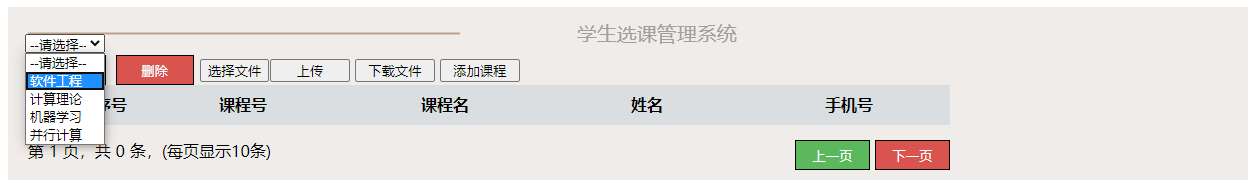 学生选课管理系统
--请选择--
--请选择--
软件工程
计算理论
机器学习
并行计算
删除 选择文件 上传 下载文件 添加课程
号 课程号 课程名 姓名 手机号
第 1 页，共 0 条，(每页显示10条) 上一页 下一页